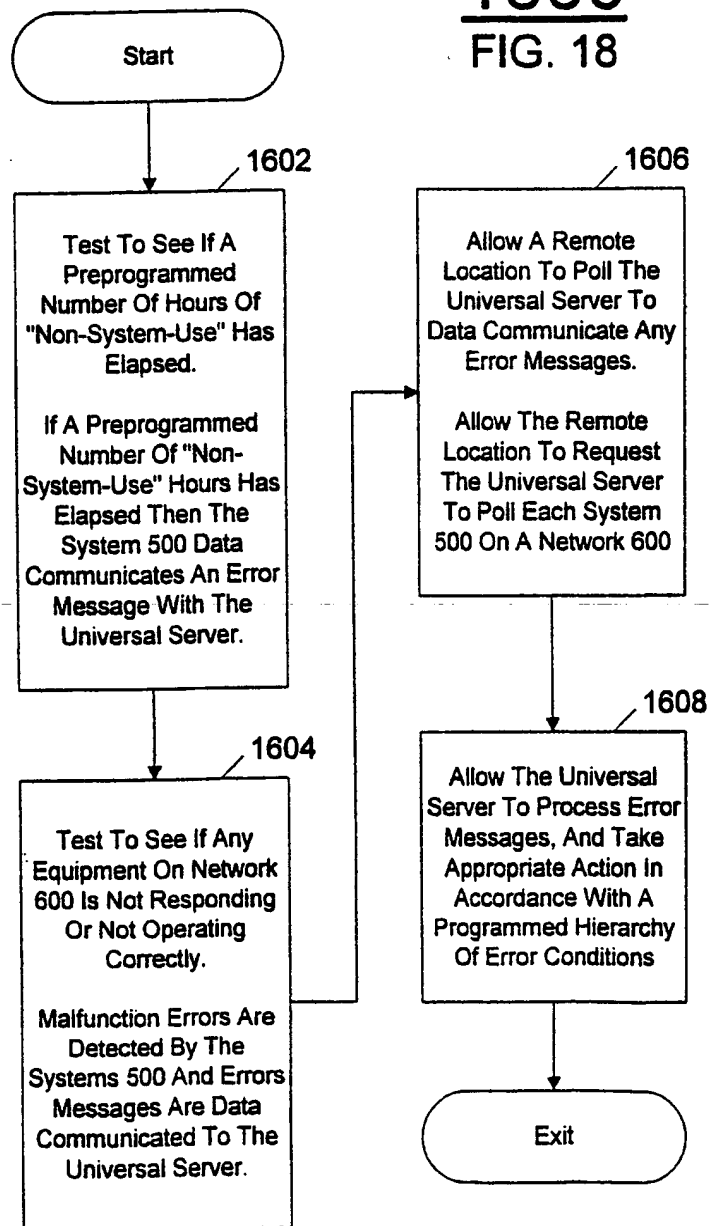 FIG. 18
Start
1602
Test To See If A
Preprogrammed
Number Of Hours Of
"Non-System-Use" Has
Elapsed.
If A Preprogrammed
Number Of "Non-
System-Use" Hours Has
Elapsed Then The
System 500 Data
Communicates An Error
Message With The
Universal Server.
1604
Test To See If Any
Equipment On Network
600 Is Not Responding
Or Not Operating
Correctly.
Malfunction Errors Are
Detected By The
Systems 500 And Errors
Messages Are Data
Communicated To The
Universal Server.
1606
Allow A Remote
Location To Poll The
Universal Server To
Data Communicate Any
Error Messages.
Allow The Remote
Location To Request
The Universal Server
To Poll Each System
500 On A Network 600
1608
Allow The Universal
Server To Process Error
Messages, And Take
Appropriate Action In
Accordance With A
Programmed Hierarchy
Of Error Conditions
Exit